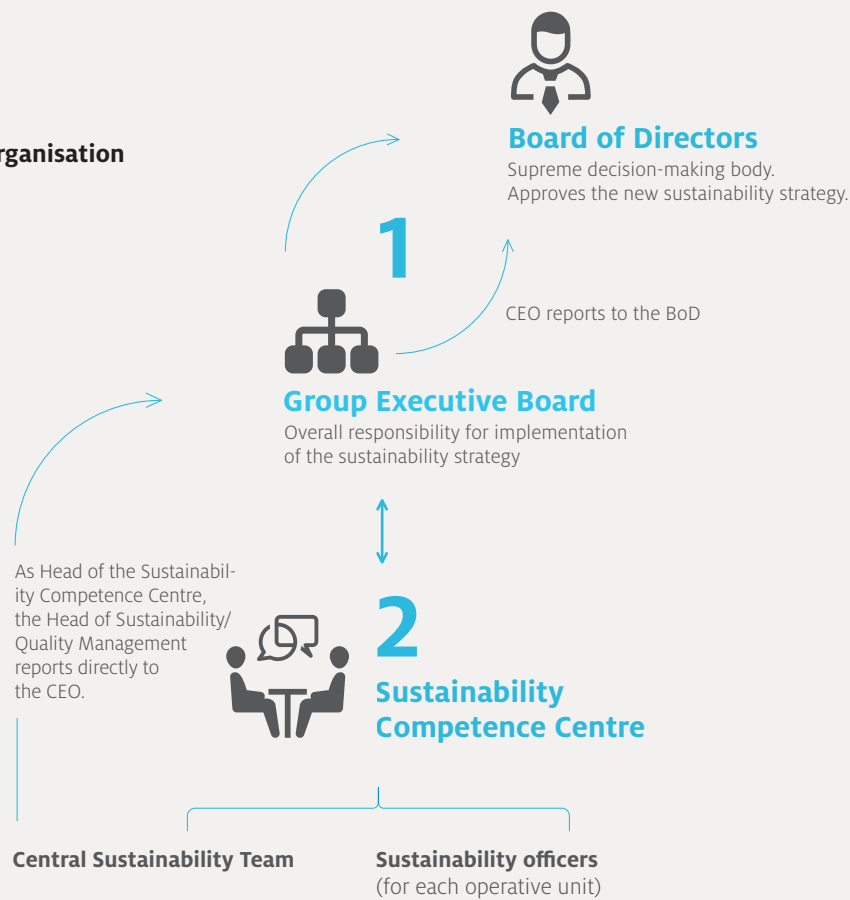 rganisation
Board of Directors
Supreme decision-making body.
Approves the new sustainability strategy.
1
CEO reports to the BoD
Group Executive Board
Overall responsibility for implementation
of the sustainability strategy
As Head of the Sustainabil-
ity Competence Centre,
the Head of Sustainability/
Quality Management
reports directly to
the CEO.
2
Sustainability
Competence Centre
Central Sustainability Team
Sustainability officers
(for each operative unit)